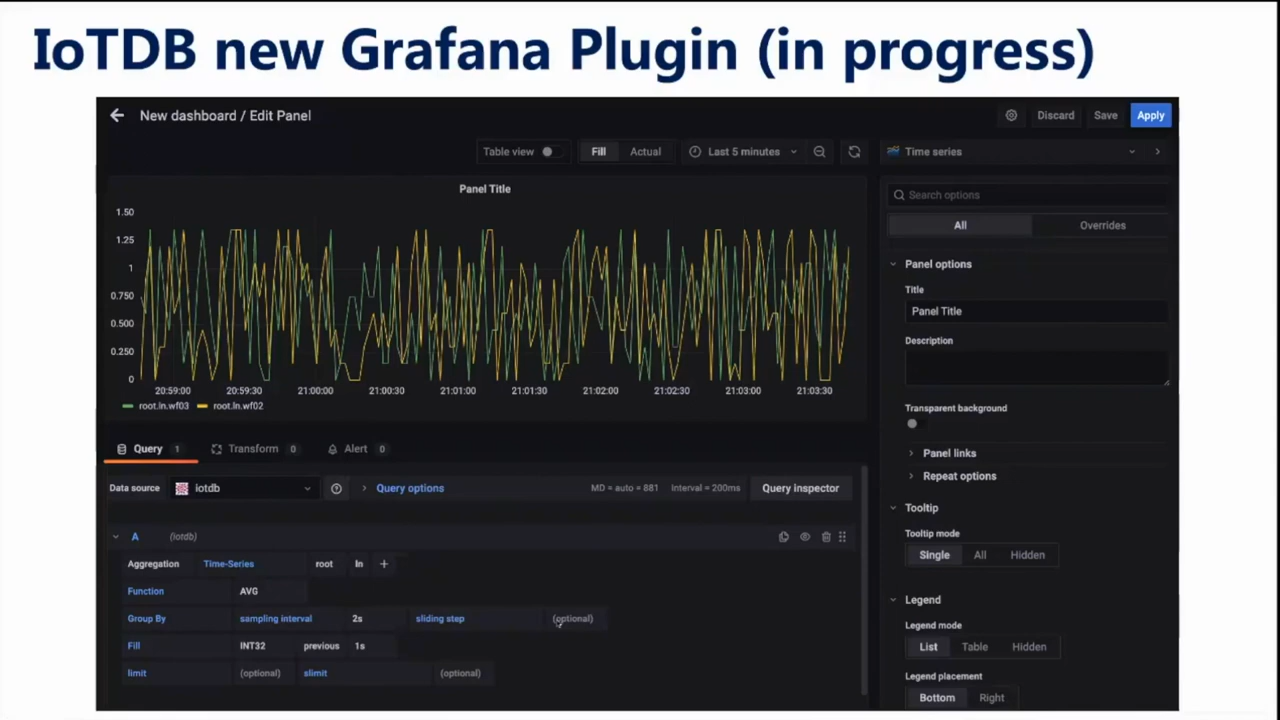 IoTDB new Grafana Plugin (in progress)
New dashboard / Edit Panel
Discard Save Apply
Table view Fill Actual Last 5 minutes Time series
Panel Title
Search options
All Overrides
1.50
1.25
1
0.750
0.500
0.250
0
20:59:00 20:59:30 21:00:00 21:00:30 21:01:00 21:01:30 21:02:00 21:02:30 21:03:00 21:03:30
root.ln.wf03 root.ln.wf02
Panel options
Title
Panel Title
Description
Transparent background
Panel links
Repeat options
Query 1 Transform 0 Alert 0
Data source iotdb Query options MD = auto = 881 Interval = 200ms Query inspector
A (iotdb)
Aggregation Time-Series root ln +
Function AVG
Group By sampling interval 2s sliding step (optional)
Fill INT32 previous 1s
limit (optional) slimit (optional)
Tooltip
Tooltip mode
Single All Hidden
Legend
Legend mode
List Table Hidden
Legend placement
Bottom Right